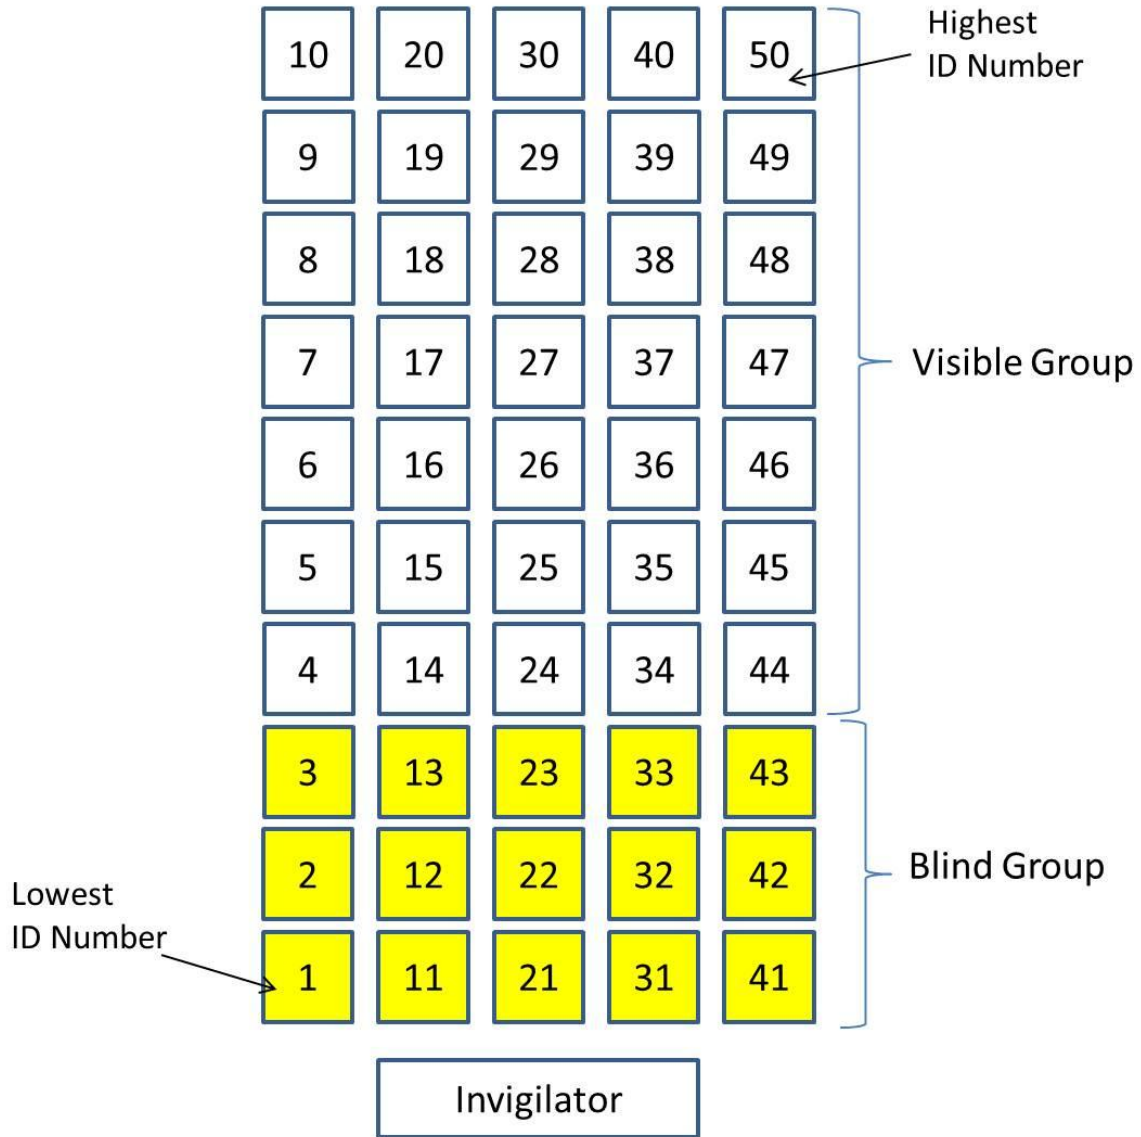 Highest
ID Number
10 20 30 40 50
9 19 29 39 49
8 18 28 38 48
7 17 27 37 47
Visible Group
6 16 26 36 46
5 15 25 35 45
4 14 24 34 44
3 13 23 33 43
2 12 22 32 42
Blind Group
Lowest
ID Number
1 11 21 31 41
Invigilator